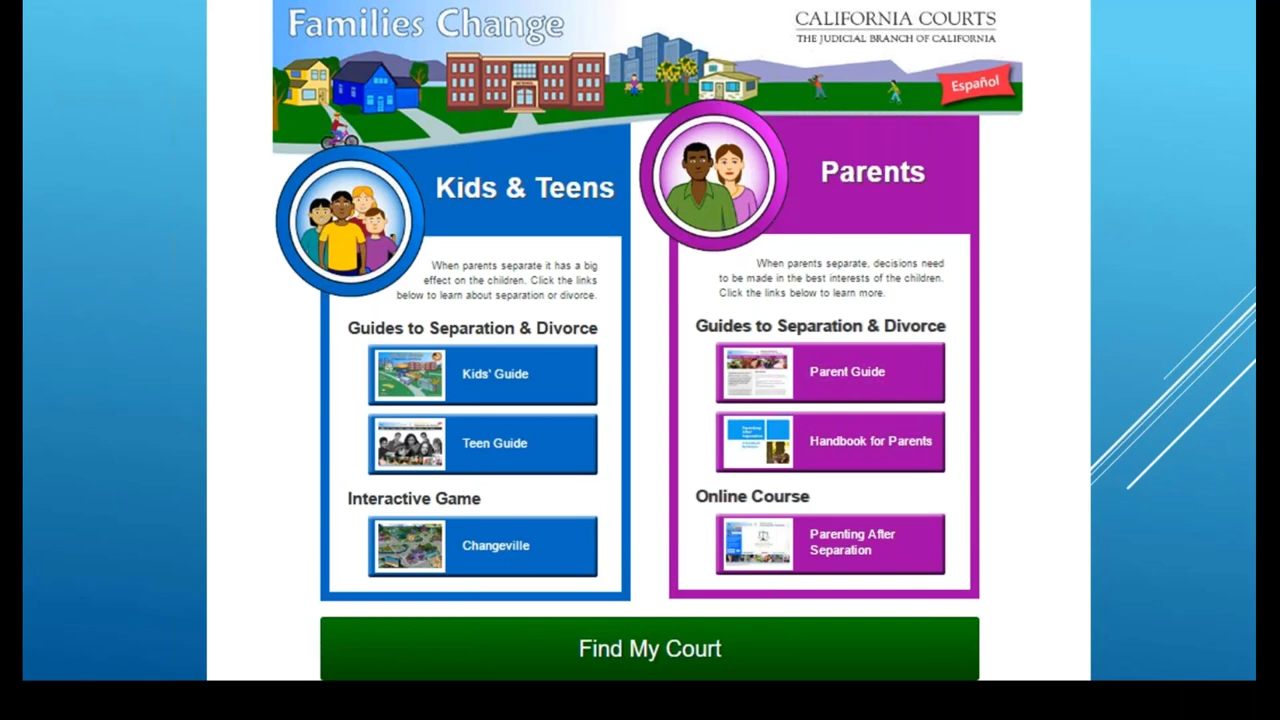 Families Change
CALIFORNIA COURTS
THE JUDICIAL BRANCH OF CALIFORNIA
Español
Kids & Teens
When parents separate it has a big
effect on the children. Click the links
below to learn about separation or divorce.
Guides to Separation & Divorce
Kids' Guide
Teen Guide
Interactive Game
Changeville
Parents
When parents separate, decisions need
to be made in the best interests of the children.
Click the links below to learn more.
Guides to Separation & Divorce
Parent Guide
Handbook for Parents
Online Course
Parenting After
Separation
Find My Court